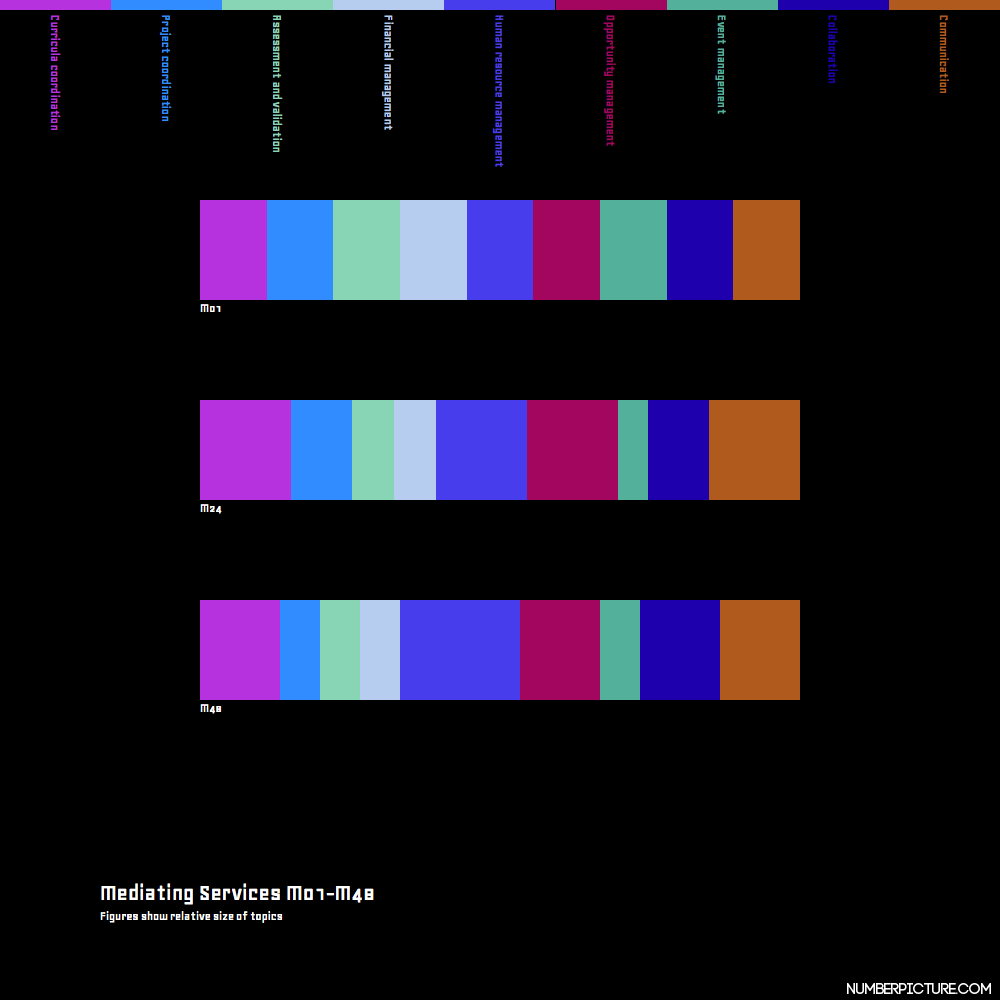 Curricula coordination
Project coordination
Assessment and validation
Financial management
Human resource management
Opportunity management
Event management
Collaboration
Communication
M01
M24
M48
Mediating Services M01-M48
Figures show relative size of topics
NUMBERPICTURE.COM